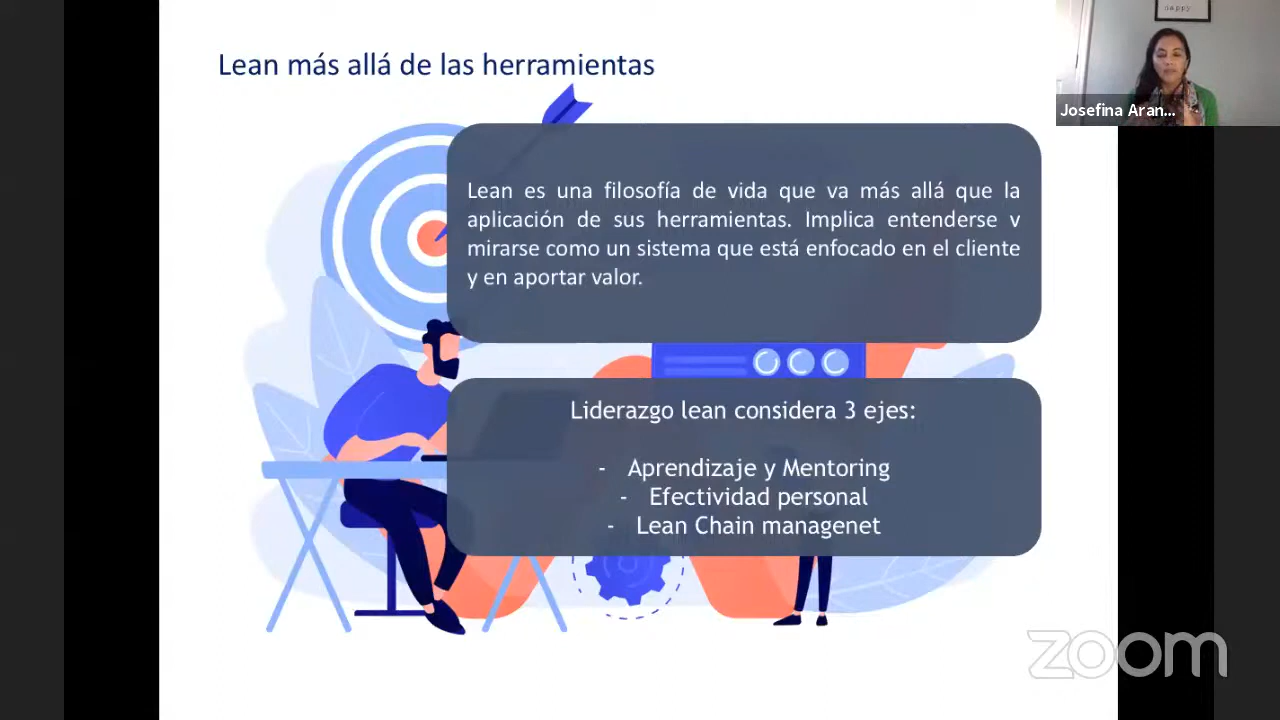 Lean más allá de las herramientas
Lean es una filosofía de vida que va más allá que la
aplicación de sus herramientas. Implica entenderse v
mirarse como un sistema que está enfocado en el cliente
y en aportar valor.
Liderazgo lean considera 3 ejes:
- Aprendizaje y Mentoring
- Efectividad personal
- Lean Chain managenet
Josefina Aran...
zoom